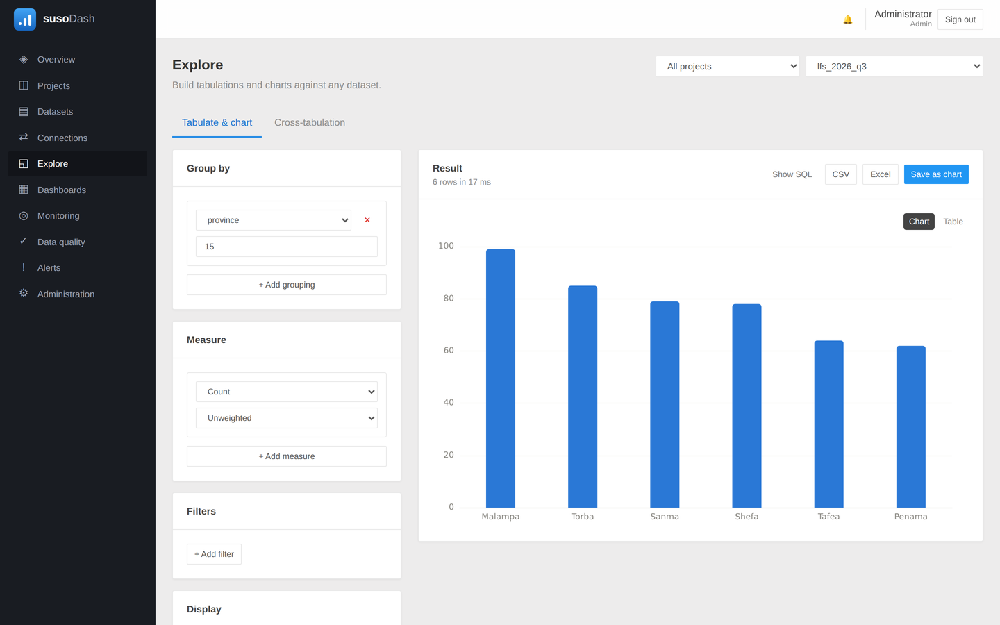 susoDash
Administrator
Admin
Sign out
Overview
Projects
Datasets
Connections
Explore
Dashboards
Monitoring
Data quality
Alerts
Administration
Explore
Build tabulations and charts against any dataset.
All projects
lfs_2026_q3
Tabulate & chart
Cross-tabulation
Group by
province
15
+ Add grouping
Measure
Count
Unweighted
+ Add measure
Filters
+ Add filter
Display
Result
6 rows in 17 ms
Show SQL
CSV
Excel
Save as chart
Chart
Table
100
80
60
40
20
0
Malampa
Torba
Sanma
Shefa
Tafea
Penama